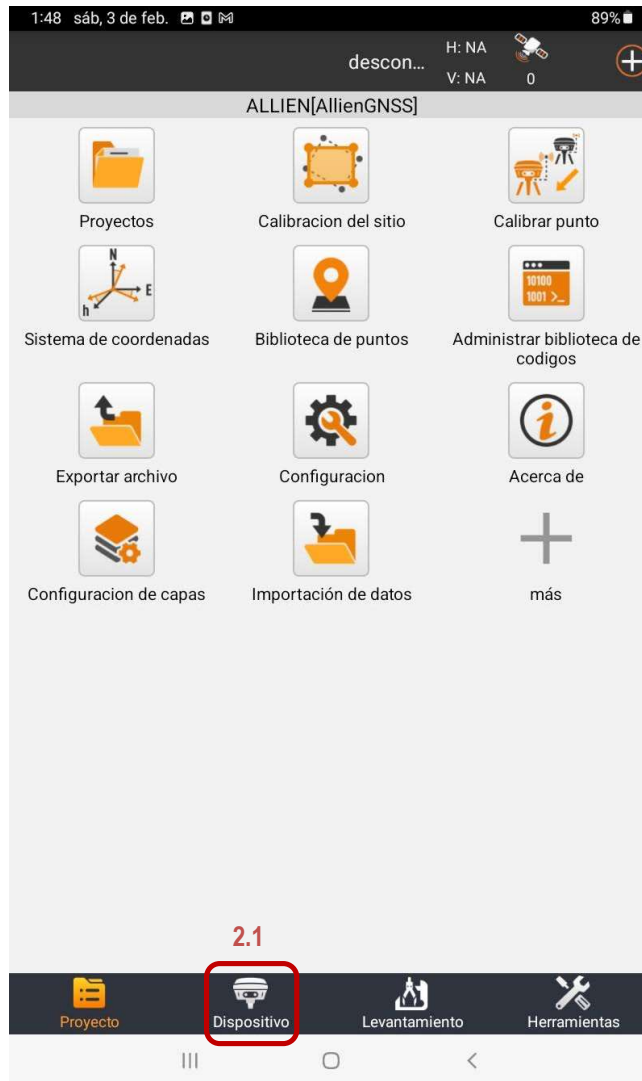 1:48 sáb, 3 de feb. 89%
descon... H: NA
V: NA 0
ALLIEN[AllienGNSS]
Proyectos Calibracion del sitio Calibrar punto
N
E
h
10100
1001 >_
Sistema de coordenadas Biblioteca de puntos Administrar biblioteca de
codigos
Exportar archivo Configuracion Acerca de
Configuracion de capas Importación de datos más
2.1
Proyecto Dispositivo Levantamiento Herramientas